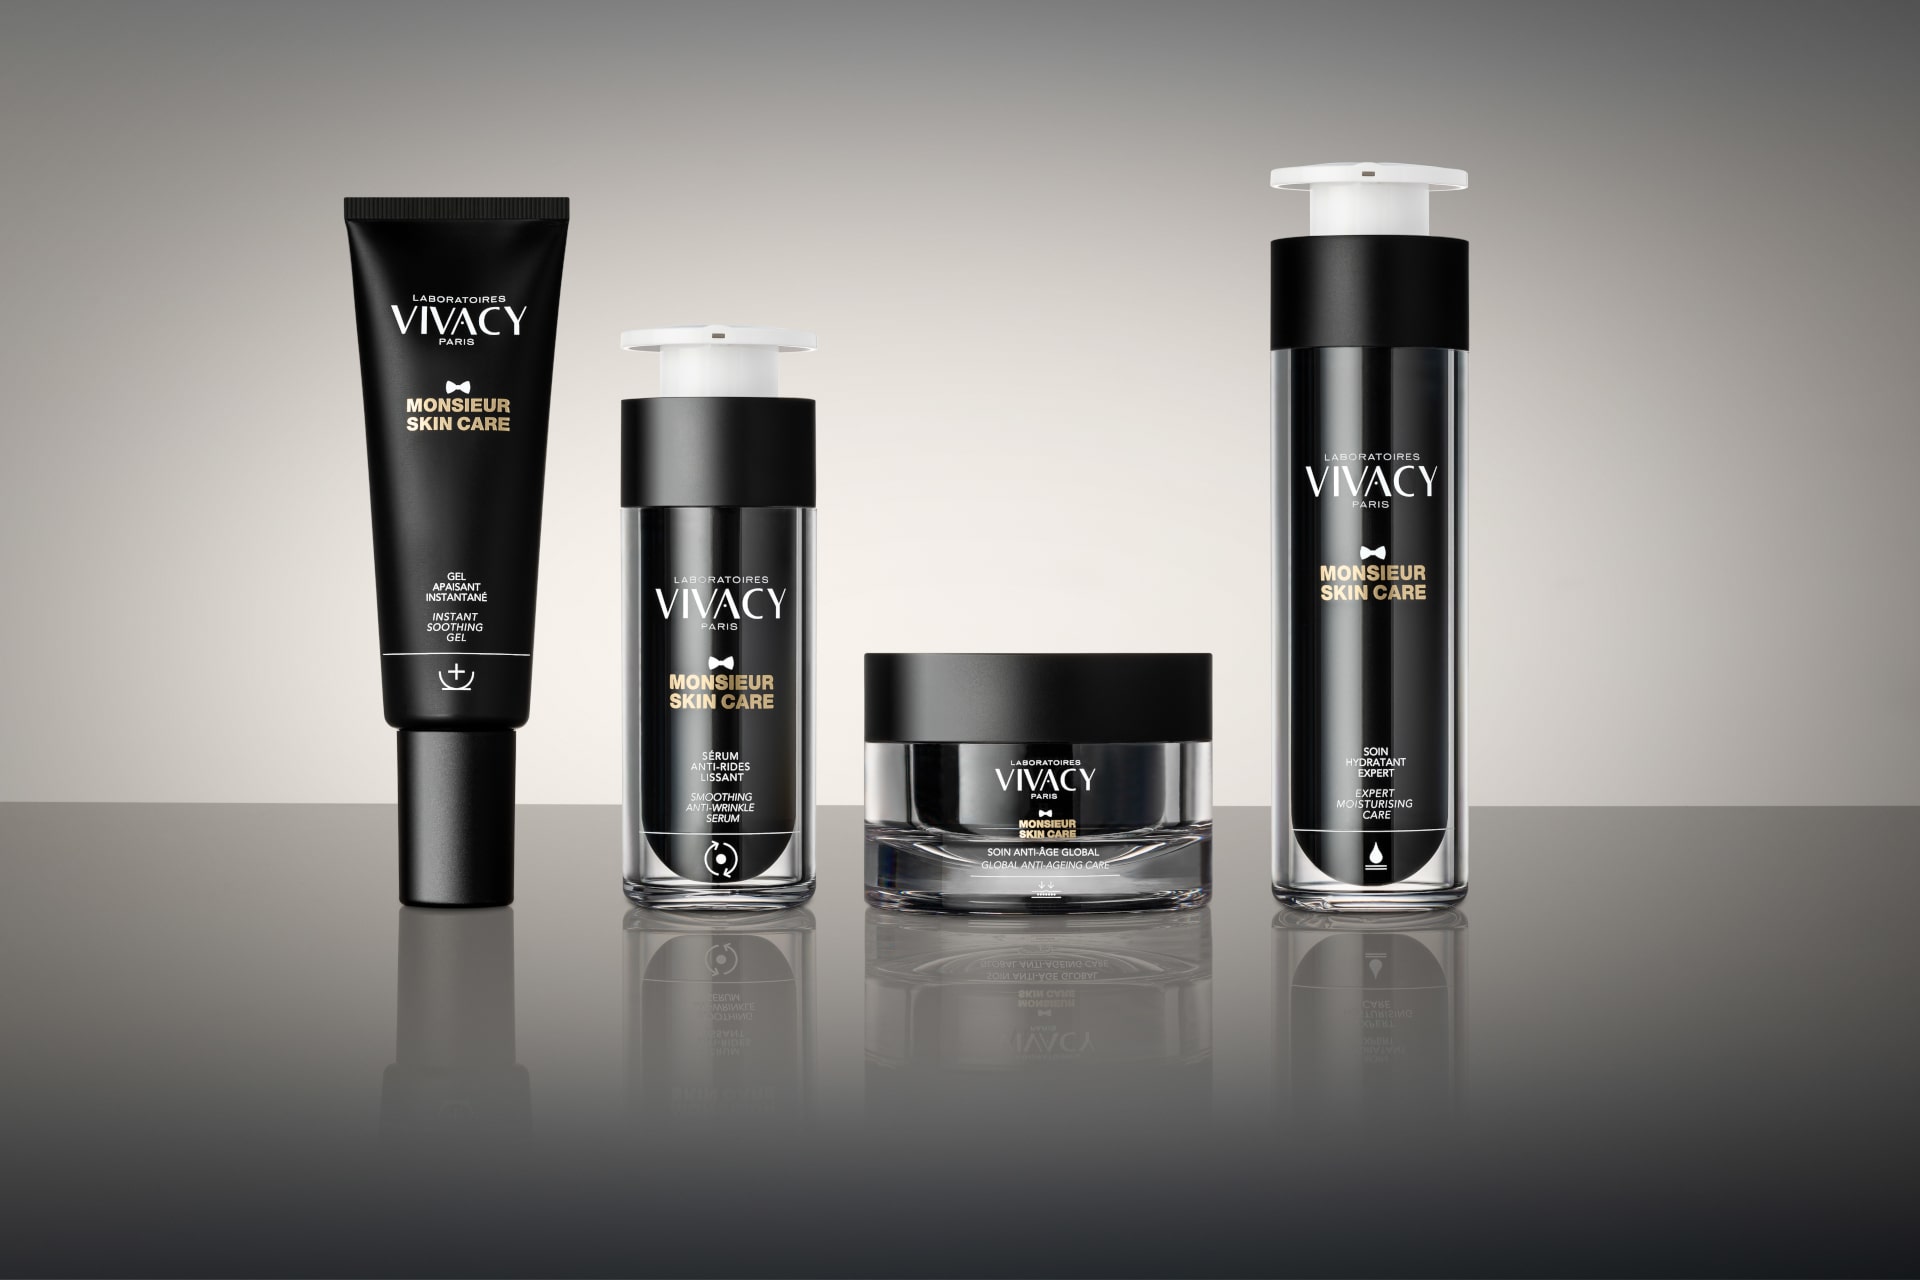 LABORATOIRES
VIVACY
PARIS
MONSIEUR
SKIN CARE
GEL
APAISANT
INSTANTANÉ
INSTANT
SOOTHING
GEL
LABORATOIRES
VIVACY
PARIS
MONSIEUR
SKIN CARE
SÉRUM
ANTI-RIDES
LISSANT
SMOOTHING
ANTI-WRINKLE
SERUM
LABORATOIRES
VIVACY
PARIS
MONSIEUR
SKIN CARE
SOIN ANTI-ÂGE GLOBAL
GLOBAL ANTI-AGEING CARE
LABORATOIRES
VIVACY
PARIS
MONSIEUR
SKIN CARE
SOIN
HYDRATANT
EXPERT
EXPERT
MOISTURISING
CARE